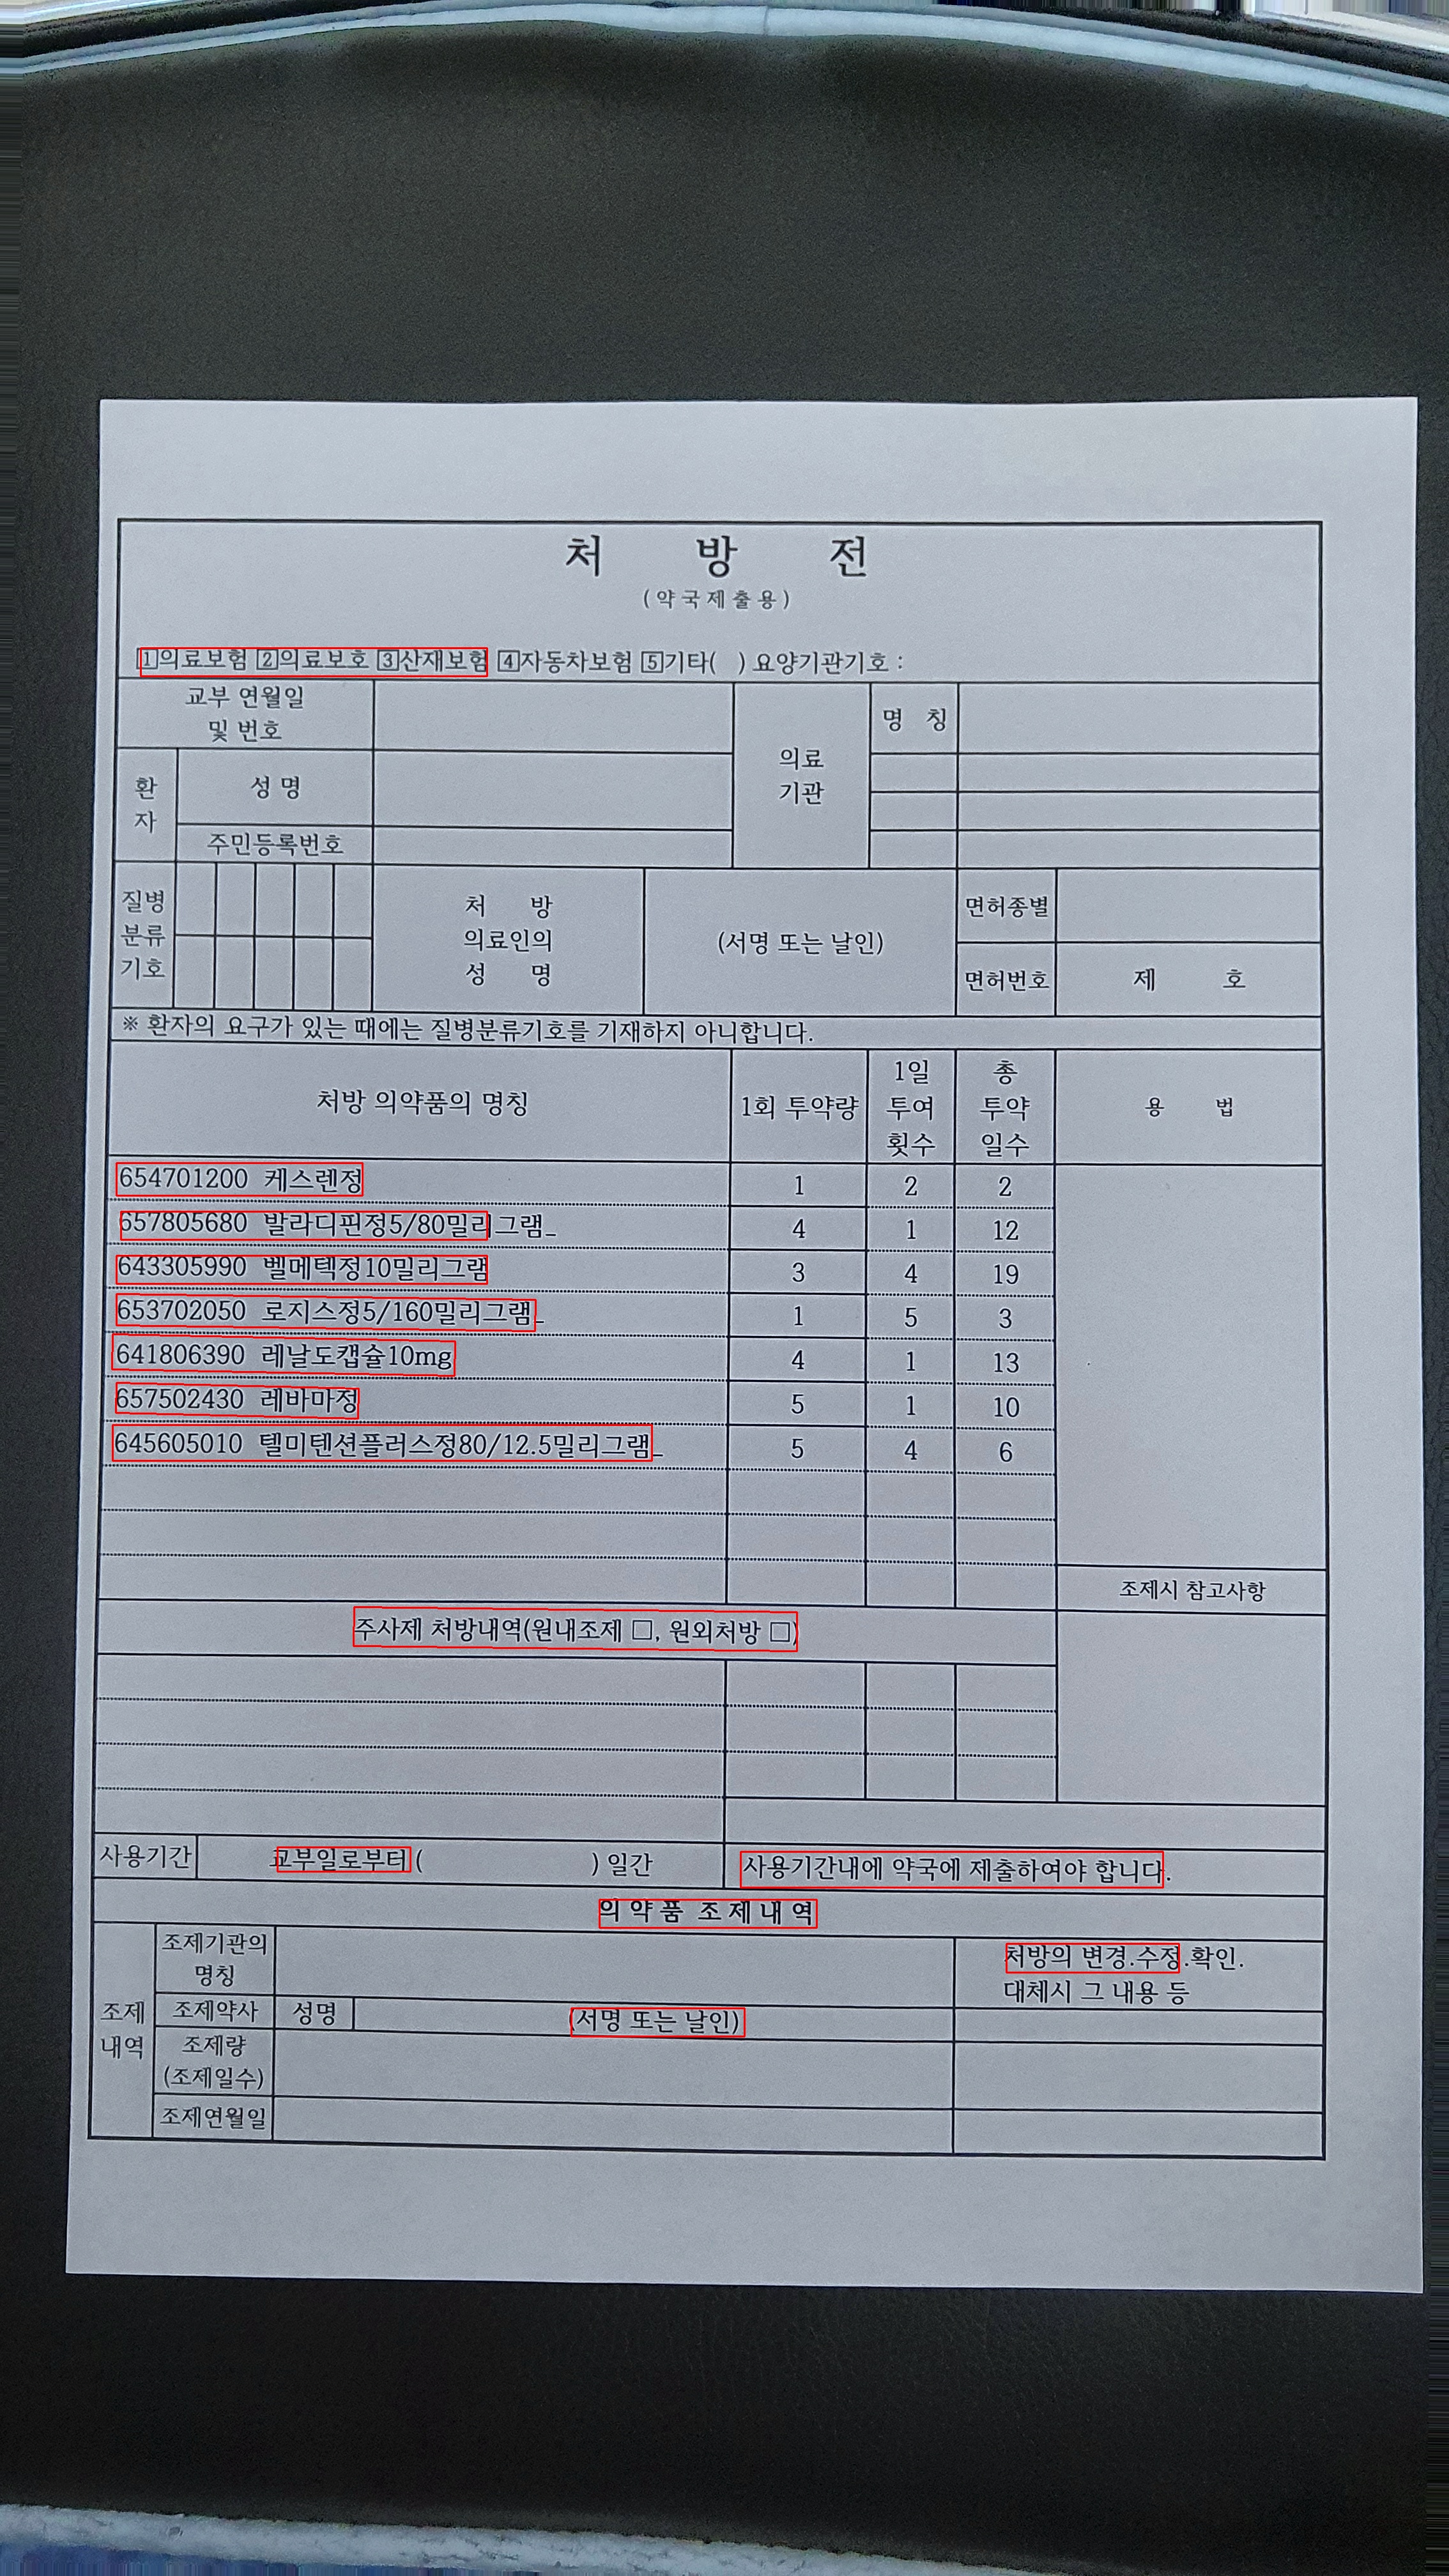 처 방 전
(약국제출용)
1의료보험 2의료보호 3산재보험 4자동차보험 5기타( ) 요양기관기호 :
교부 연월일
및 번호
환
자
성 명
주민등록번호
의료
기관
명 칭
질병
분류
기호
처 방
의료인의
성 명
(서명 또는 날인)
면허종별
면허번호
제 호
※ 환자의 요구가 있는 때에는 질병분류기호를 기재하지 아니합니다.
처방 의약품의 명칭
1회 투약량
1일
투여
횟수
총
투약
일수
용 법
654701200 케스렌정 1 2 2
657805680 발라디핀정5/80밀리그램_ 4 1 12
643305990 벨메텍정10밀리그램 3 4 19
653702050 로지스정5/160밀리그램_ 1 5 3
641806390 레날도캡슐10mg 4 1 13
657502430 레바마정 5 1 10
645605010 텔미텐션플러스정80/12.5밀리그램_ 5 4 6
조제시 참고사항
주사제 처방내역(원내조제 □, 원외처방 □)
사용기간
교부일로부터 ( ) 일간
사용기간내에 약국에 제출하여야 합니다.
의 약 품 조 제 내 역
조제
내역
조제기관의
명칭
처방의 변경.수정.확인.
대체시 그 내용 등
조제약사
성명
(서명 또는 날인)
조제량
(조제일수)
조제연월일